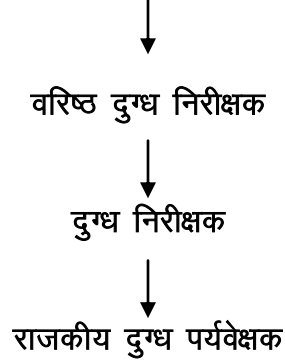 वरिष्ठ दुग्ध निरीक्षक
दुग्ध निरीक्षक
राजकीय दुग्ध पर्यवेक्षक